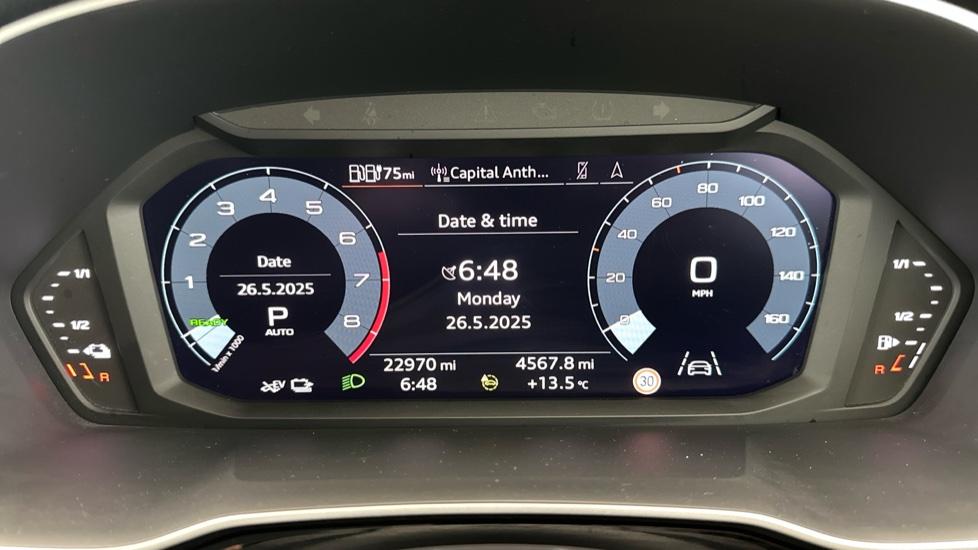 75mi
Capital Anth...
Date & time
6:48
Monday
26.5.2025
22970 mi
4567.8 mi
6:48
+13.5 °C
1
2
3
4
5
6
7
8
Date
26.5.2025
P
AUTO
READY
1/min x 1000
EV
0
20
40
60
80
100
120
140
160
0
MPH
30
1/1
1/2
R
1/1
1/2
R